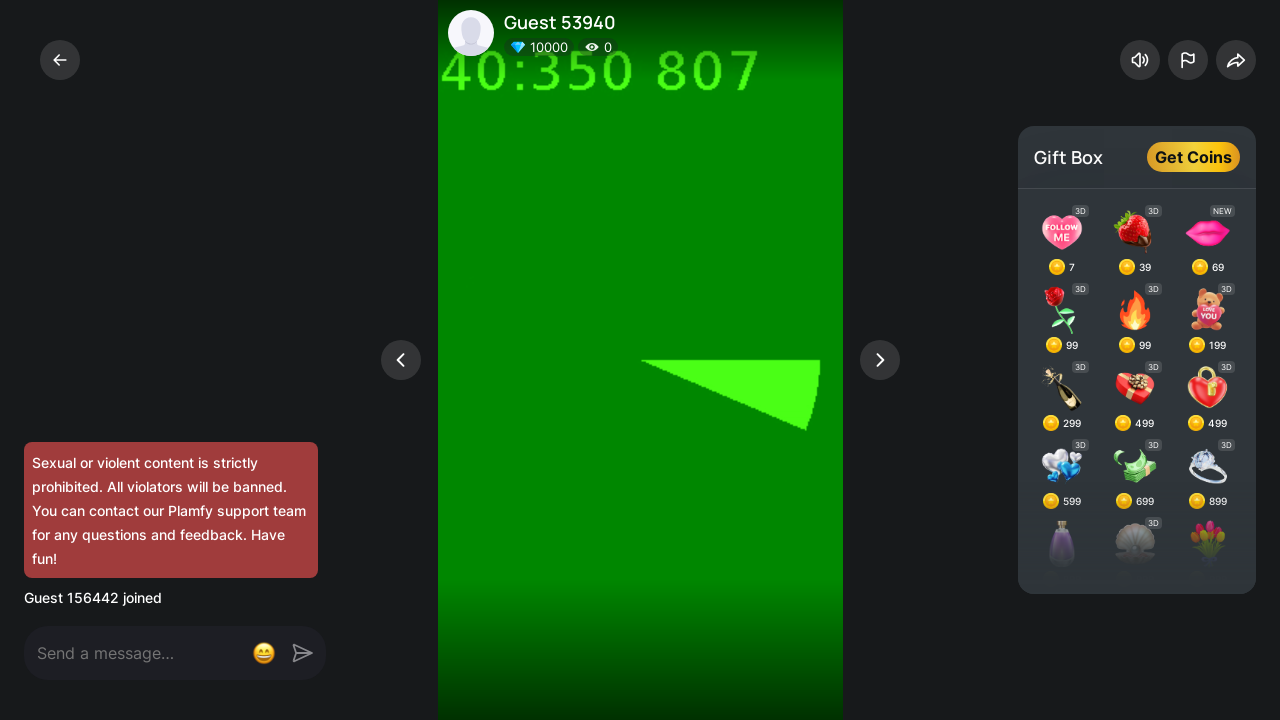 Guest 53940
10000
0
40:350 807
Gift Box
Get Coins
3D
3D
NEW
FOLLOW
ME
7
39
69
3D
3D
3D
LOVE
YOU
99
99
199
3D
3D
3D
299
499
499
3D
3D
3D
599
699
899
3D
Sexual or violent content is strictly
prohibited. All violators will be banned.
You can contact our Plamfy support team
for any questions and feedback. Have
fun!
Guest 156442 joined
Send a message...